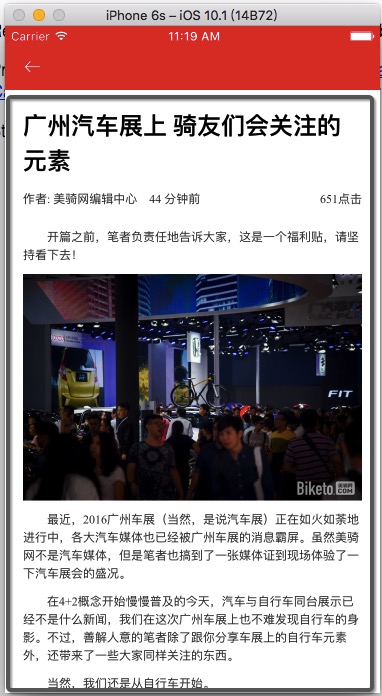 iPhone 6s – iOS 10.1 (14B72)
Carrier 11:19 AM
广州汽车展上 骑友们会关注的
元素
作者: 美骑网编辑中心 44 分钟前 651点击
开篇之前，笔者负责任地告诉大家，这是一个福利贴，请坚
持看下去！
FIT
Biketo 美骑网 .COM
最近，2016广州车展（当然，是说汽车展）正在如火如荼地
进行中，各大汽车媒体也已经被广州车展的消息霸屏。虽然美骑
网不是汽车媒体，但是笔者也搞到了一张媒体证到现场体验了一
下汽车展会的盛况。
在4+2概念开始慢慢普及的今天，汽车与自行车同台展示已
经不是什么新闻，我们在这次广州车展上也不难发现自行车的身
影。不过，善解人意的笔者除了跟你分享车展上的自行车元素
外，还带来了一些大家同样关注的东西。
当然，我们还是从自行车开始。